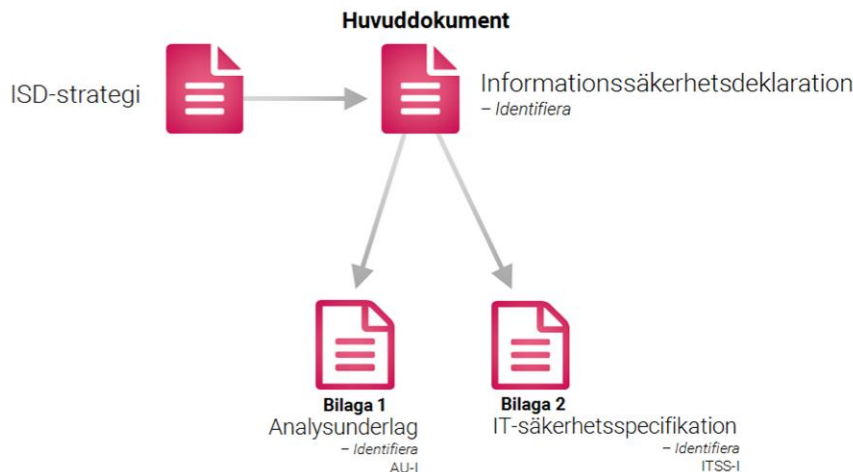 Huvuddokument
ISD-strategi
Informationssäkerhetsdeklaration
– Identifiera
Bilaga 1
Analysunderlag
– Identifiera
AU-I
Bilaga 2
IT-säkerhetsspecifikation
– Identifiera
ITSS-I